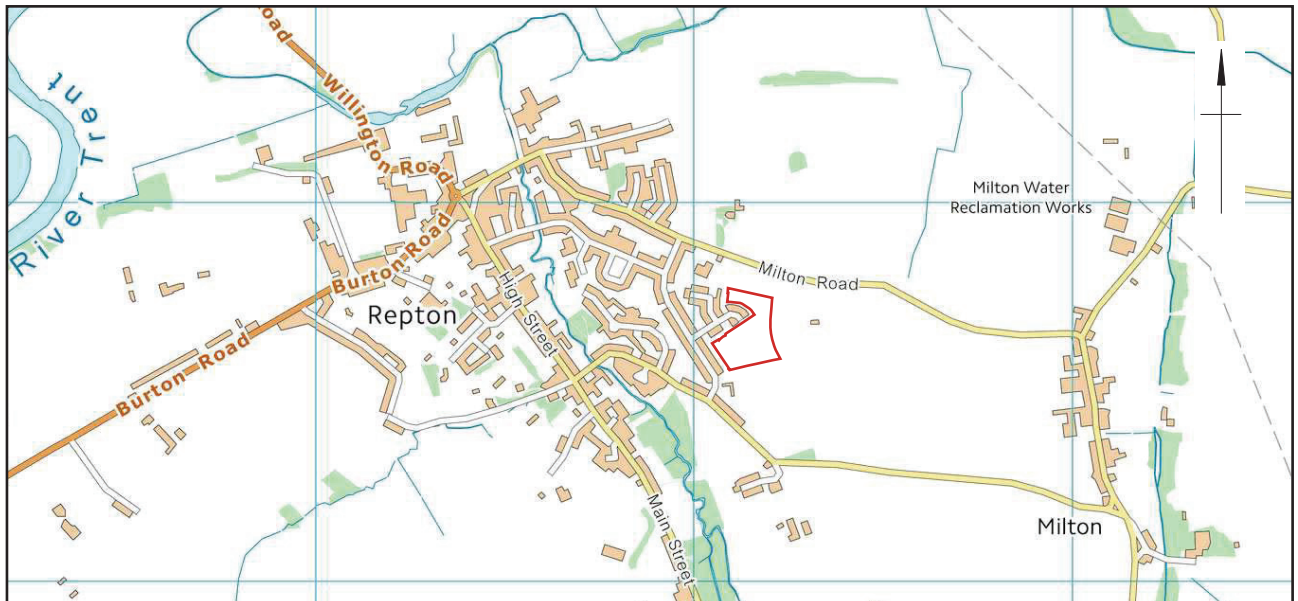 Road
Willington Road
River Trent
Milton Water
Reclamation Works
Burton Road
High Street
Milton Road
Repton
Burton Road
Main Street
Milton